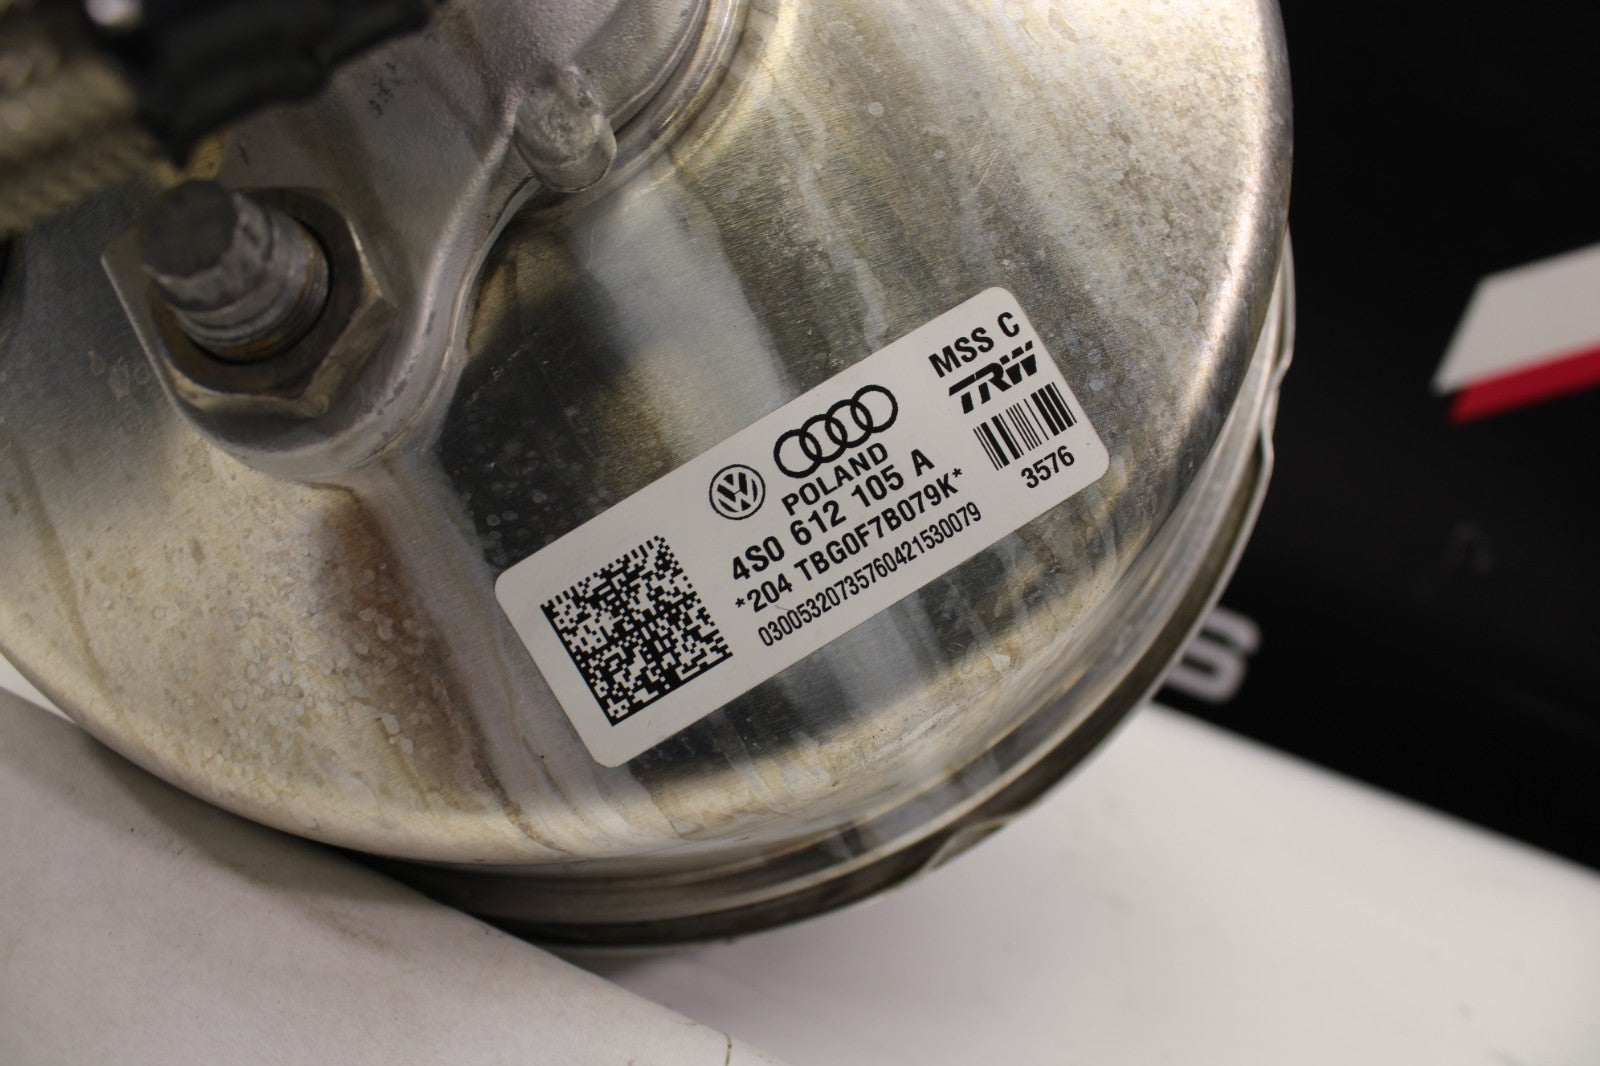 MSS C
TRW
3576
POLAND
4S0 612 105 A
*204 TBG0F7B079K*
03005320735760421530079